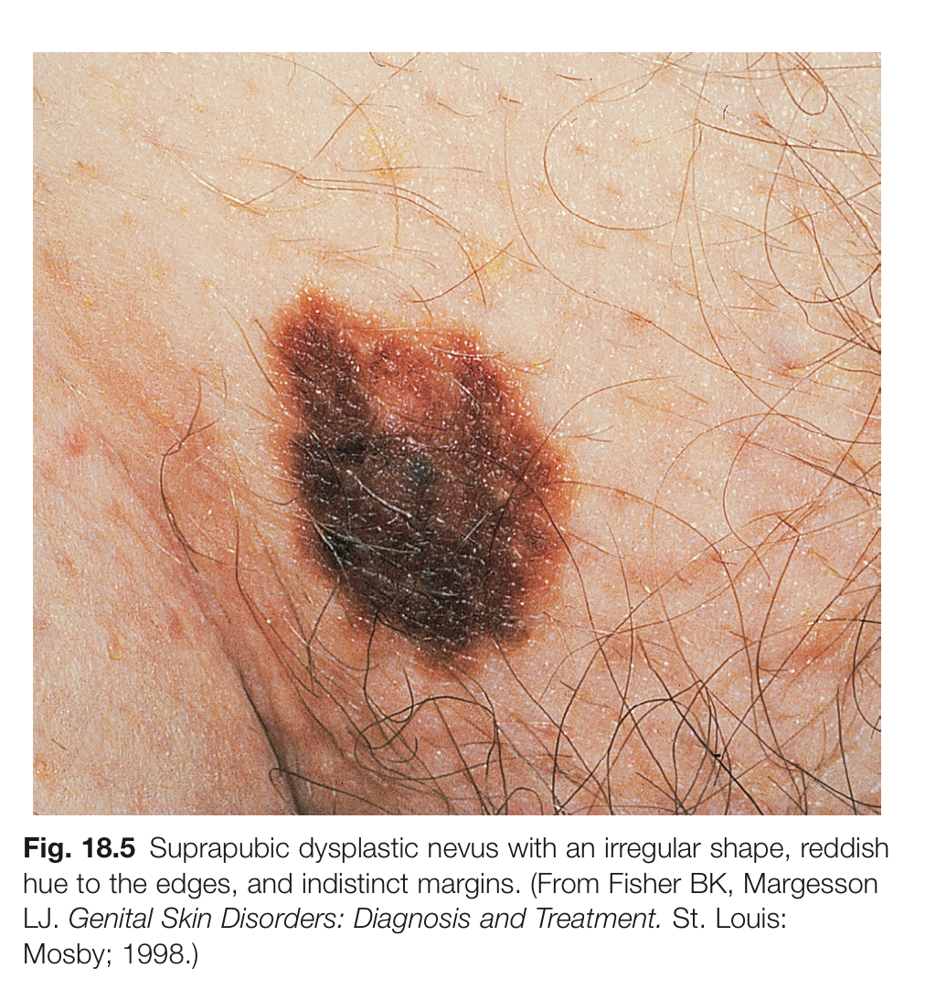 Fig. 18.5 Suprapubic dysplastic nevus with an irregular shape, reddish
hue to the edges, and indistinct margins. (From Fisher BK, Margesson
LJ. Genital Skin Disorders: Diagnosis and Treatment. St. Louis:
Mosby; 1998.)